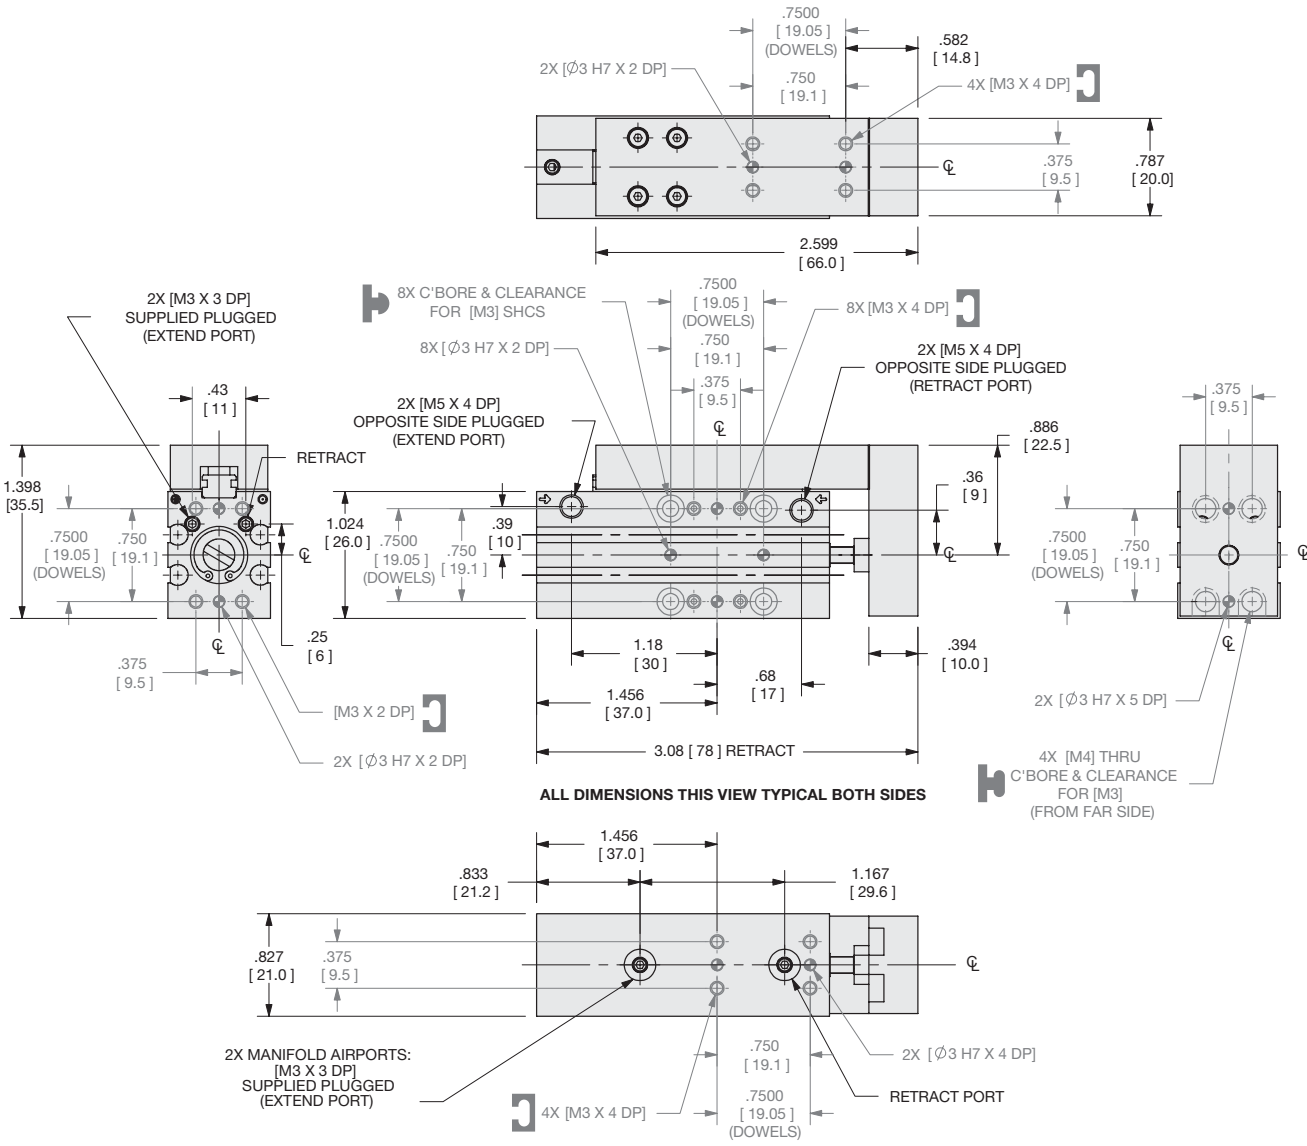 .7500
[ 19.05 ]
(DOWELS)
.582
[ 14.8 ]
2X [∅3 H7 X 2 DP]
.750
[ 19.1 ]
4X [M3 X 4 DP]
.375
[ 9.5 ]
.787
[ 20.0]
℄
2.599
[ 66.0 ]
2X [M3 X 3 DP]
SUPPLIED PLUGGED
(EXTEND PORT)
8X C'BORE & CLEARANCE
FOR [M3] SHCS
.7500
[ 19.05 ]
(DOWELS)
8X [M3 X 4 DP]
8X [∅3 H7 X 2 DP]
.750
[ 19.1 ]
2X [M5 X 4 DP]
OPPOSITE SIDE PLUGGED
(RETRACT PORT)
.43
[ 11 ]
2X [M5 X 4 DP]
OPPOSITE SIDE PLUGGED
(EXTEND PORT)
.375
[ 9.5 ]
℄
.375
[ 9.5 ]
.886
[ 22.5 ]
RETRACT
1.398
[35.5]
.36
[ 9 ]
1.024
[ 26.0 ]
.39
[ 10 ]
.7500
[ 19.05 ]
(DOWELS)
.750
[ 19.1 ]
℄
.7500
[ 19.05 ]
(DOWELS)
.750
[ 19.1 ]
℄
.7500
[ 19.05 ]
(DOWELS)
.750
[ 19.1 ]
℄
℄
.25
[ 6 ]
.375
[ 9.5 ]
1.18
[ 30 ]
.68
[ 17 ]
.394
[ 10.0 ]
℄
1.456
[ 37.0 ]
[M3 X 2 DP]
2X [∅3 H7 X 2 DP]
3.08 [ 78 ] RETRACT
2X [∅3 H7 X 5 DP]
4X [M4] THRU
C'BORE & CLEARANCE
FOR [M3]
(FROM FAR SIDE)
ALL DIMENSIONS THIS VIEW TYPICAL BOTH SIDES
1.456
[ 37.0 ]
.833
[ 21.2 ]
1.167
[ 29.6 ]
.827
[ 21.0 ]
.375
[ 9.5 ]
℄
2X MANIFOLD AIRPORTS:
[M3 X 3 DP]
SUPPLIED PLUGGED
(EXTEND PORT)
.750
[ 19.1 ]
2X [∅3 H7 X 4 DP]
RETRACT PORT
4X [M3 X 4 DP]
.7500
[ 19.05 ]
(DOWELS)